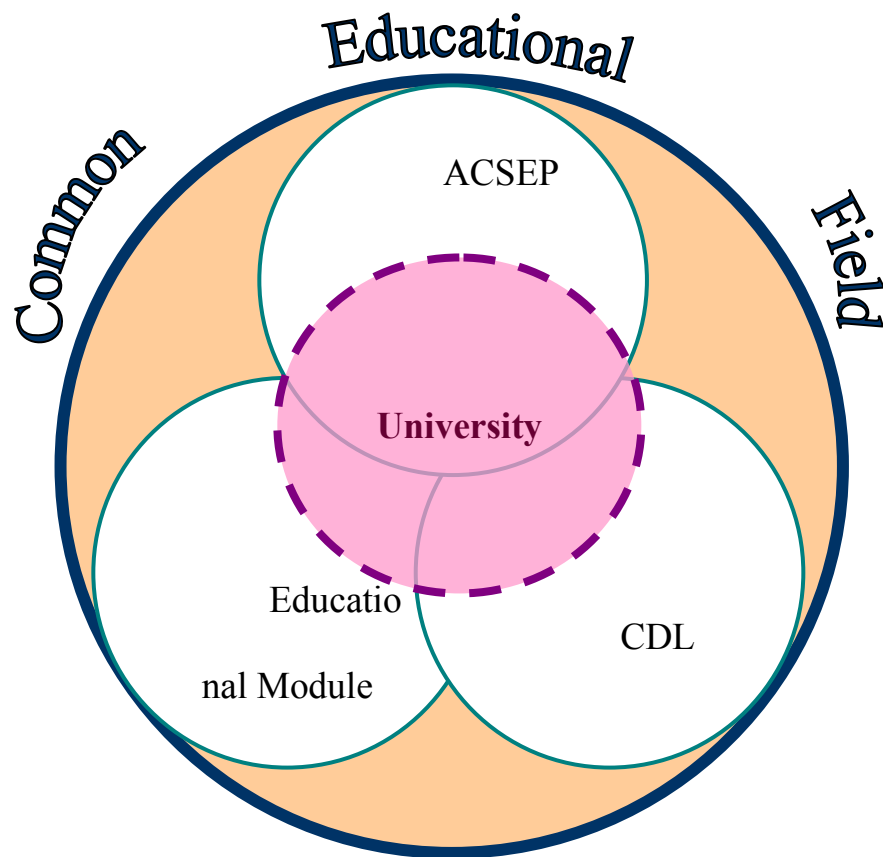 Common
Educational
Field
ACSEP
University
Educatio
nal Module
CDL